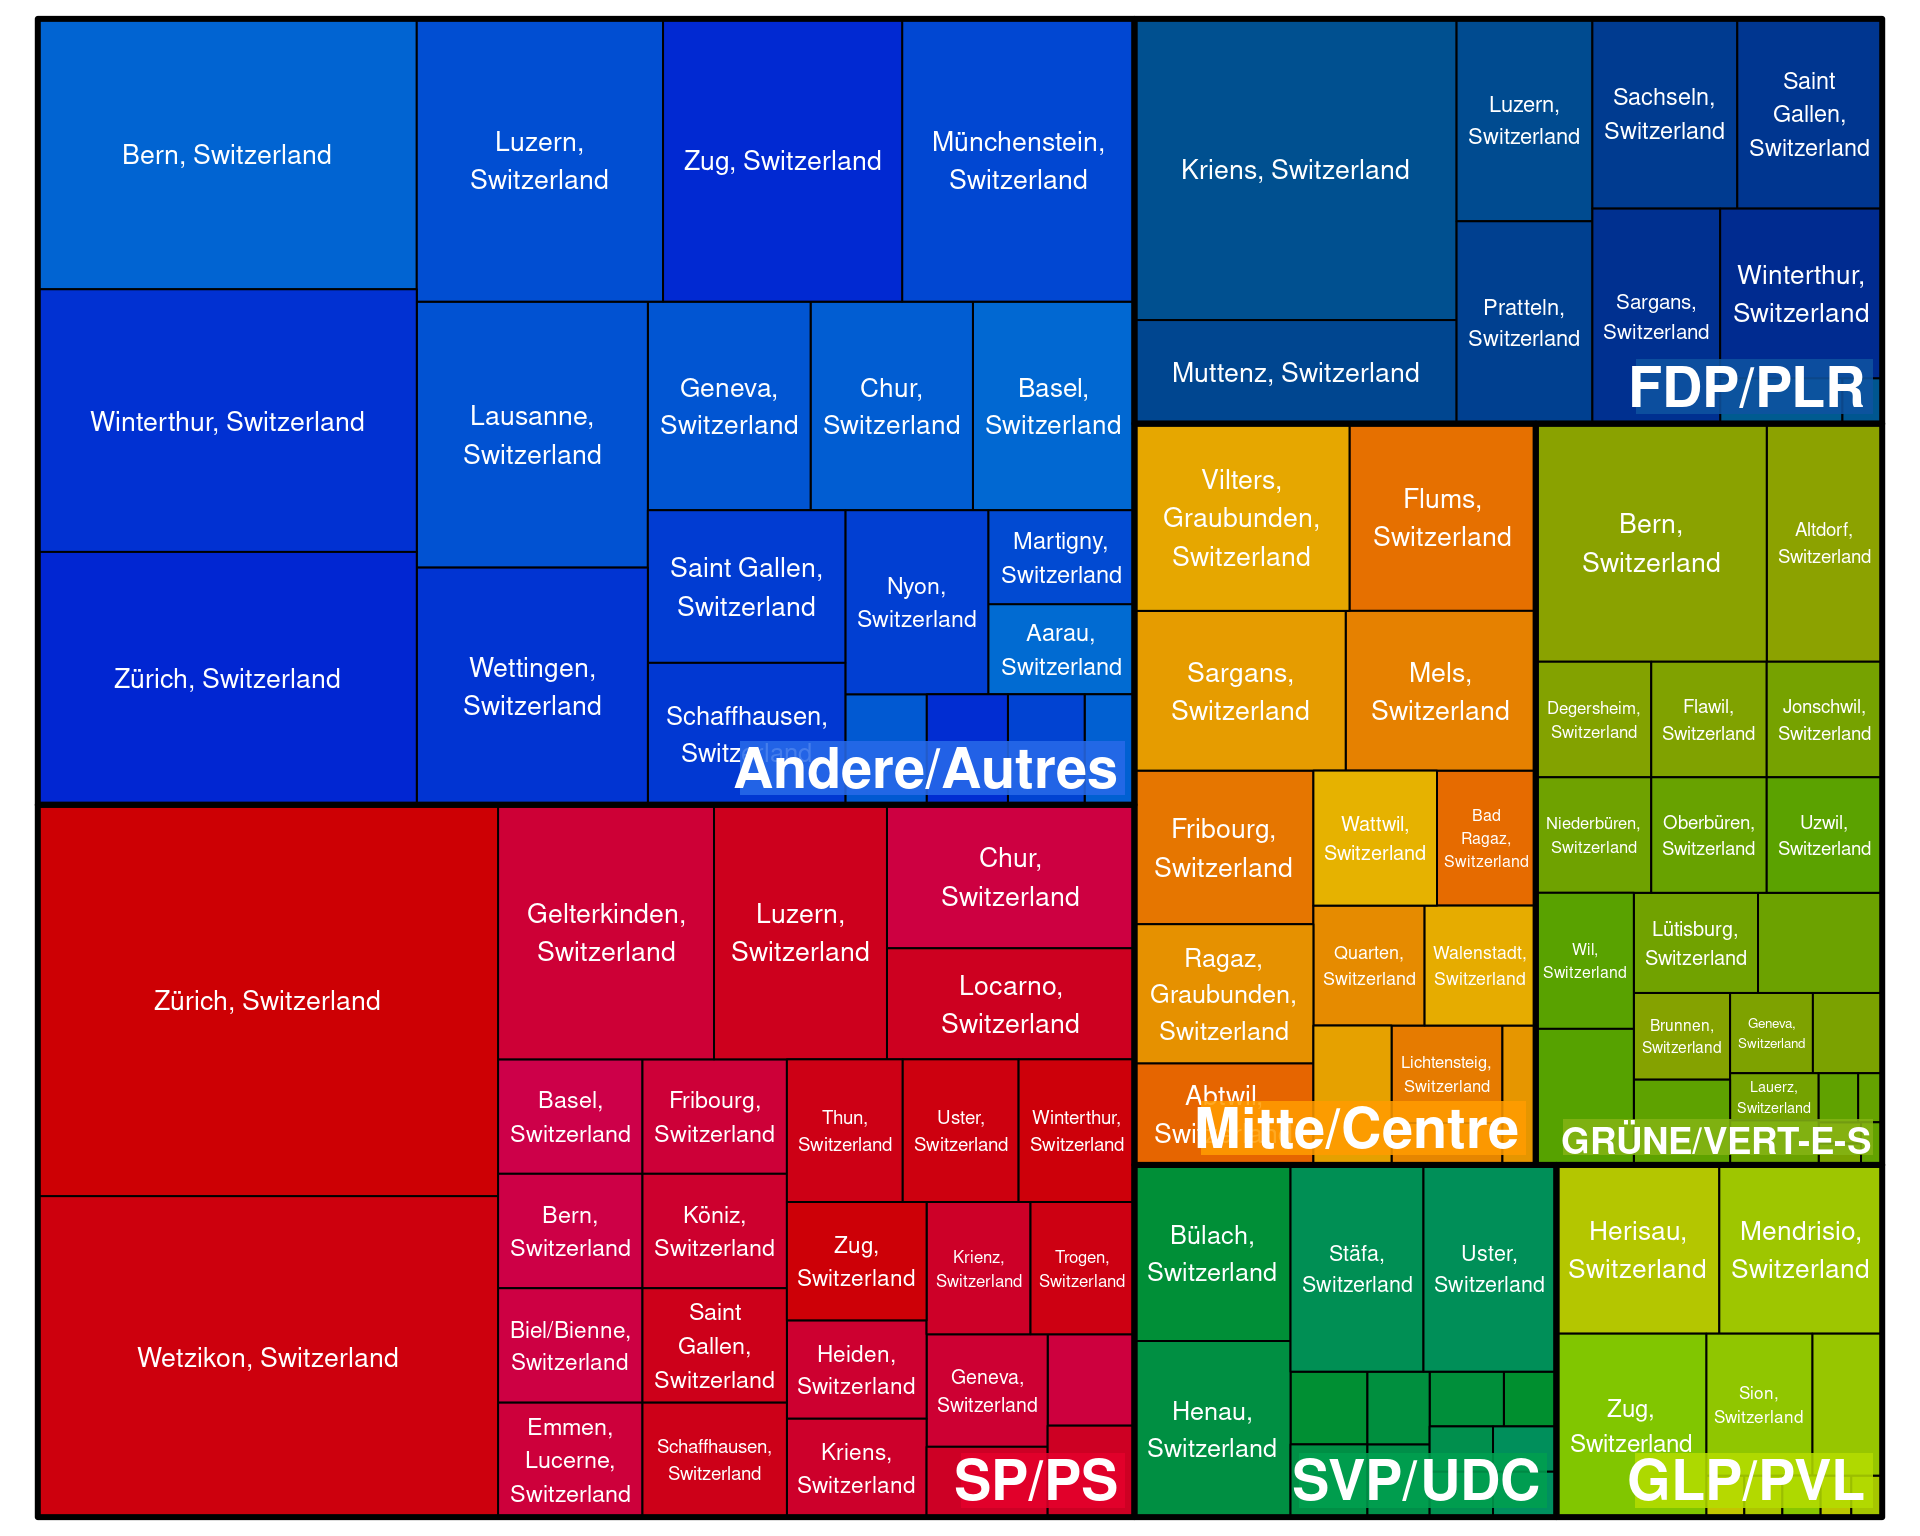 Bern, Switzerland
Luzern,
Switzerland
Zug, Switzerland
Münchenstein,
Switzerland
Winterthur, Switzerland
Lausanne,
Switzerland
Geneva,
Switzerland
Chur,
Switzerland
Basel,
Switzerland
Zürich, Switzerland
Wettingen,
Switzerland
Saint Gallen,
Switzerland
Nyon,
Switzerland
Martigny,
Switzerland
Aarau,
Switzerland
Schaffhausen,
Switzerland
Andere/Autres
Kriens, Switzerland
Muttenz, Switzerland
Luzern,
Switzerland
Pratteln,
Switzerland
Sachseln,
Switzerland
Saint
Gallen,
Switzerland
Sargans,
Switzerland
Winterthur,
Switzerland
FDP/PLR
Vilters,
Graubunden,
Switzerland
Flums,
Switzerland
Sargans,
Switzerland
Mels,
Switzerland
Fribourg,
Switzerland
Wattwil,
Switzerland
Bad
Ragaz,
Switzerland
Ragaz,
Graubunden,
Switzerland
Quarten,
Switzerland
Walenstadt,
Switzerland
Lichtensteig,
Switzerland
Abtwil,
Mitte/Centre
Bern,
Switzerland
Altdorf,
Switzerland
Degersheim,
Switzerland
Flawil,
Switzerland
Jonschwil,
Switzerland
Niederbüren,
Switzerland
Oberbüren,
Switzerland
Uzwil,
Switzerland
Wil,
Switzerland
Lütisburg,
Switzerland
Brunnen,
Switzerland
Geneva,
Switzerland
Lauerz,
Switzerland
GRÜNE/VERT-E-S
Zürich, Switzerland
Wetzikon, Switzerland
Gelterkinden,
Switzerland
Luzern,
Switzerland
Chur,
Switzerland
Locarno,
Switzerland
Basel,
Switzerland
Fribourg,
Switzerland
Thun,
Switzerland
Uster,
Switzerland
Winterthur,
Switzerland
Bern,
Switzerland
Köniz,
Switzerland
Zug,
Switzerland
Krienz,
Switzerland
Trogen,
Switzerland
Biel/Bienne,
Switzerland
Saint
Gallen,
Switzerland
Heiden,
Switzerland
Geneva,
Switzerland
Emmen,
Lucerne,
Switzerland
Schaffhausen,
Switzerland
Kriens,
Switzerland
SP/PS
Bülach,
Switzerland
Stäfa,
Switzerland
Uster,
Switzerland
Henau,
Switzerland
SVP/UDC
Herisau,
Switzerland
Mendrisio,
Switzerland
Zug,
Switzerland
Sion,
Switzerland
GLP/PVL